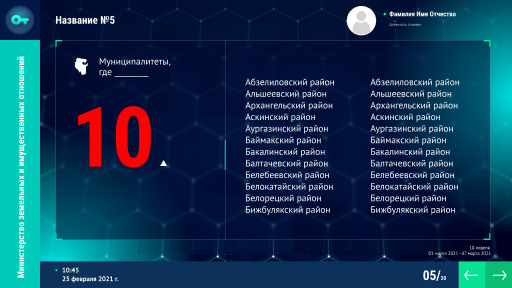 Название №5
Фамилия Имя Отчество
Должность спикера
Министерство земельных и имущественных отношений
Муниципалитеты,
где ________
10
Абзелиловский район
Альшеевский район
Архангельский район
Аскинский район
Аургазинский район
Баймакский район
Бакалинский район
Балтачевский район
Белебеевский район
Белокатайский район
Белорецкий район
Бижбулякский район
Абзелиловский район
Альшеевский район
Архангельский район
Аскинский район
Аургазинский район
Баймакский район
Бакалинский район
Балтачевский район
Белебеевский район
Белокатайский район
Белорецкий район
Бижбулякский район
10 неделя
01 марта 2021 - 07 марта 2021
10:45
25 февраля 2021 г.
05/20